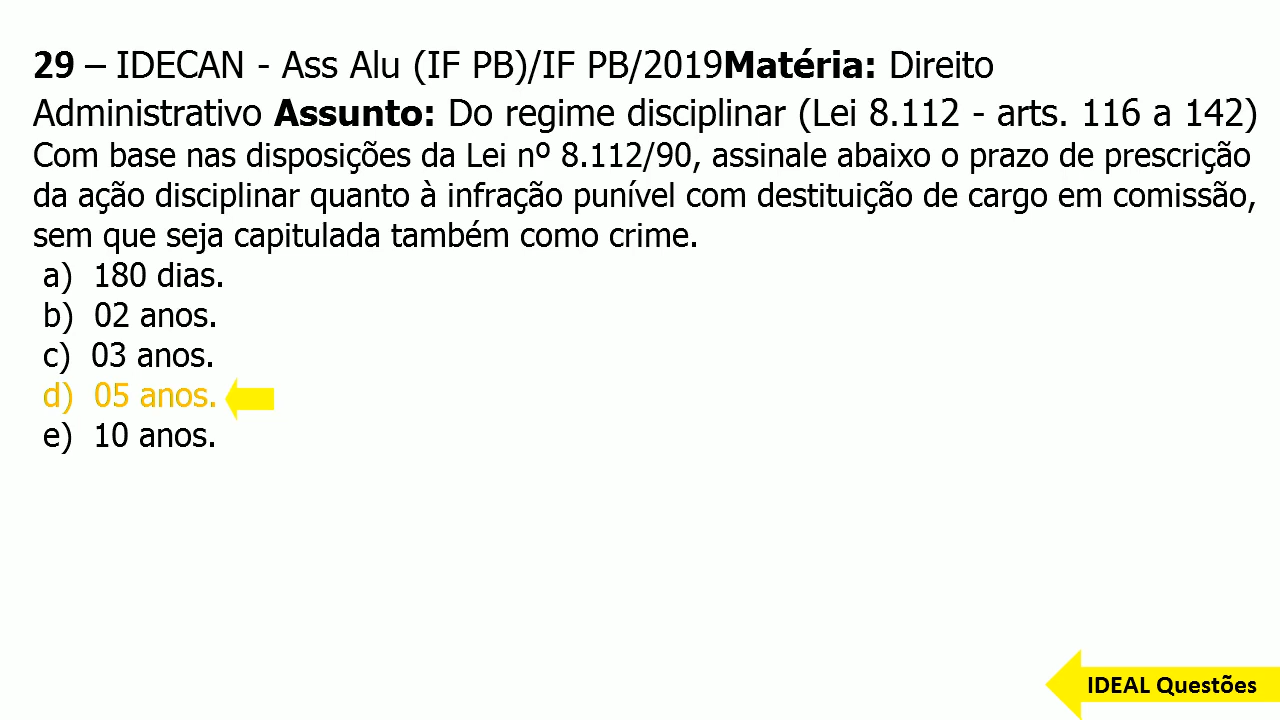 29 – IDECAN - Ass Alu (IF PB)/IF PB/2019Matéria: Direito
Administrativo Assunto: Do regime disciplinar (Lei 8.112 - arts. 116 a 142)
Com base nas disposições da Lei nº 8.112/90, assinale abaixo o prazo de prescrição
da ação disciplinar quanto à infração punível com destituição de cargo em comissão,
sem que seja capitulada também como crime.
a) 180 dias.
b) 02 anos.
c) 03 anos.
d) 05 anos.
e) 10 anos.
IDEAL Questões